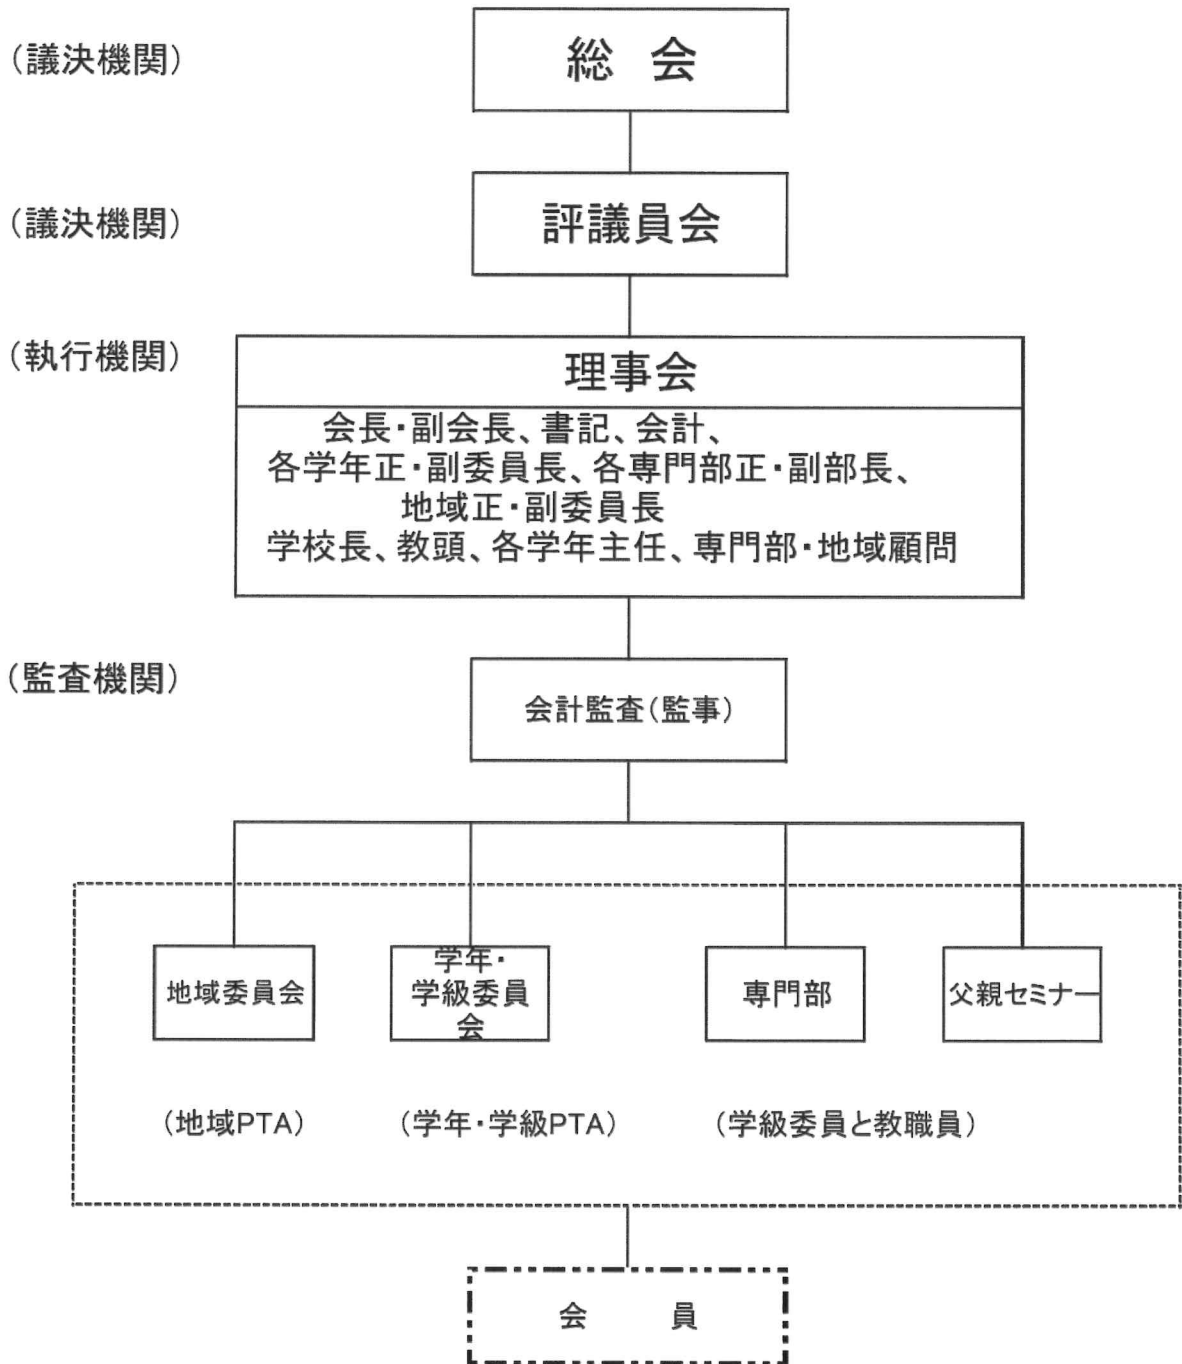 (議決機関)
総　会
(議決機関)
評議員会
(執行機関)
理事会
会長・副会長、書記、会計、
各学年正・副委員長、各専門部正・副部長、
地域正・副委員長
学校長、教頭、各学年主任、専門部・地域顧問
(監査機関)
会計監査(監事)
地域委員会
学年・
学級委員
会
専門部
父親セミナー
(地域PTA)
(学年・学級PTA)
(学級委員と教職員)
会　　員